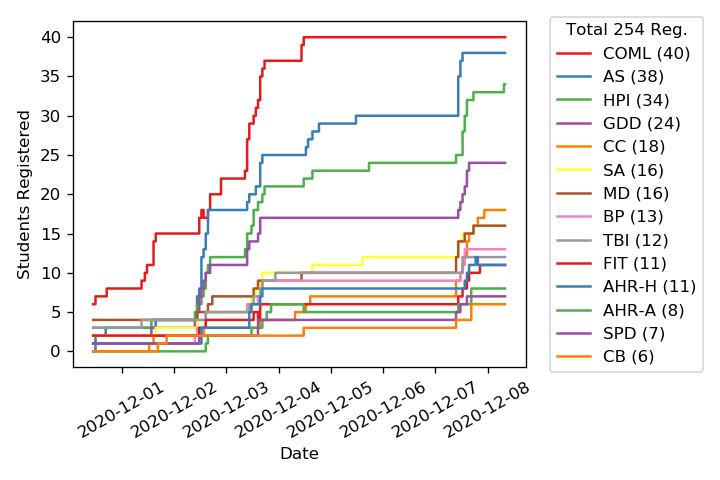 Total 254 Reg.
COML (40)
AS (38)
HPI (34)
GDD (24)
CC (18)
SA (16)
MD (16)
BP (13)
TBI (12)
FIT (11)
AHR-H (11)
AHR-A (8)
SPD (7)
CB (6)
Students Registered
40
35
30
25
20
15
10
5
0
2020-12-01
2020-12-02
2020-12-03
2020-12-04
2020-12-05
2020-12-06
2020-12-07
2020-12-08
Date